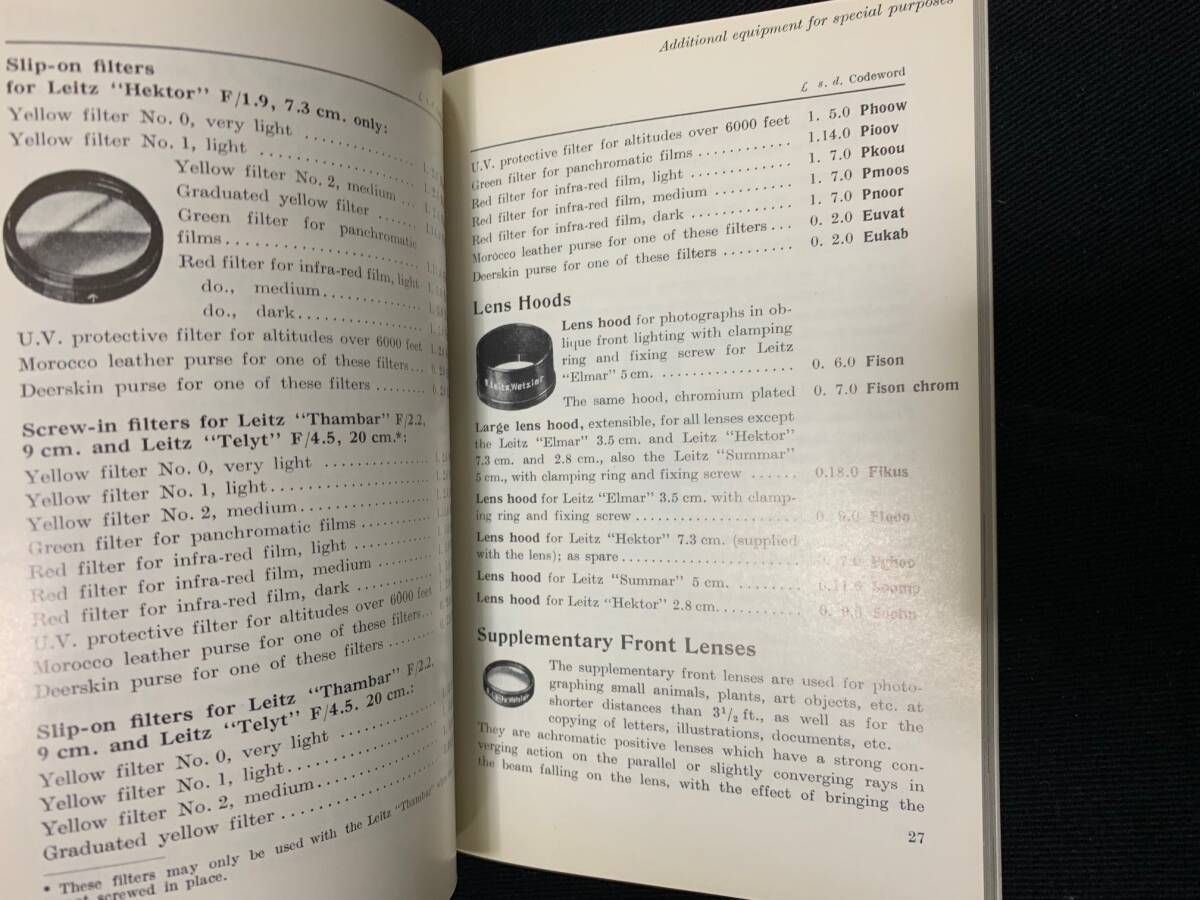 Slip-on filters
for Leitz “Hektor” F/1.9, 7.3 cm. only:
Yellow filter No. 0, very light
Yellow filter No. 1, light
Yellow filter No. 2, medium
Graduated yellow filter
Green filter for panchromatic
films
Red filter for infra-red film, light
do., medium
do., dark
U.V. protective filter for altitudes over 6000 feet
Morocco leather purse for one of these filters
Deerskin purse for one of these filters
Screw-in filters for Leitz “Thambar” F/2.2,
9 cm. and Leitz “Telyt” F/4.5, 20 cm.*:
Yellow filter No. 0, very light
Yellow filter No. 1, light
Yellow filter No. 2, medium
Green filter for panchromatic films
Red filter for infra-red film, light
Red filter for infra-red film, medium
Red filter for infra-red film, dark
U.V. protective filter for altitudes over 6000 feet
Morocco leather purse for one of these filters
Deerskin purse for one of these filters
Slip-on filters for Leitz “Thambar” F/2.2,
9 cm. and Leitz “Telyt” F/4.5. 20 cm.:
Yellow filter No. 0, very light
Yellow filter No. 1, light
Yellow filter No. 2, medium
Graduated yellow filter
* These filters may only be used with the Leitz “Thambar”
screwed in place.
Additional equipment for special purposes
£ s. d. Codeword
U.V. protective filter for altitudes over 6000 feet 1. 5.0 Phoow
Green filter for panchromatic films 1.14.0 Pioov
Red filter for infra-red film, light 1. 7.0 Pkoou
Red filter for infra-red film, medium 1. 7.0 Pmoos
Red filter for infra-red film, dark 1. 7.0 Pnoor
Morocco leather purse for one of these filters 0. 2.0 Euvat
Deerskin purse for one of these filters 0. 2.0 Eukab
Lens Hoods
Lens hood for photographs in ob-
lique front lighting with clamping
ring and fixing screw for Leitz
“Elmar” 5 cm. 0. 6.0 Fison
The same hood, chromium plated 0. 7.0 Fison chrom
E.Leitz,Wetzlar
Large lens hood, extensible, for all lenses except
the Leitz “Elmar” 3.5 cm. and Leitz “Hektor”
7.3 cm. and 2.8 cm., also the Leitz “Summar”
5 cm., with clamping ring and fixing screw 0.18.0 Fikus
Lens hood for Leitz “Elmar” 3.5 cm. with clamp-
ing ring and fixing screw
Lens hood for Leitz “Hektor” 7.3 cm. (supplied
with the lens); as spare
Lens hood for Leitz “Summar” 5 cm.
Lens hood for Leitz “Hektor” 2.8 cm.
Supplementary Front Lenses
The supplementary front lenses are used for photo-
graphing small animals, plants, art objects, etc. at
shorter distances than 3 1/2 ft., as well as for the
copying of letters, illustrations, documents, etc.
They are achromatic positive lenses which have a strong con-
verging action on the parallel or slightly converging rays in
the beam falling on the lens, with the effect of bringing the
27